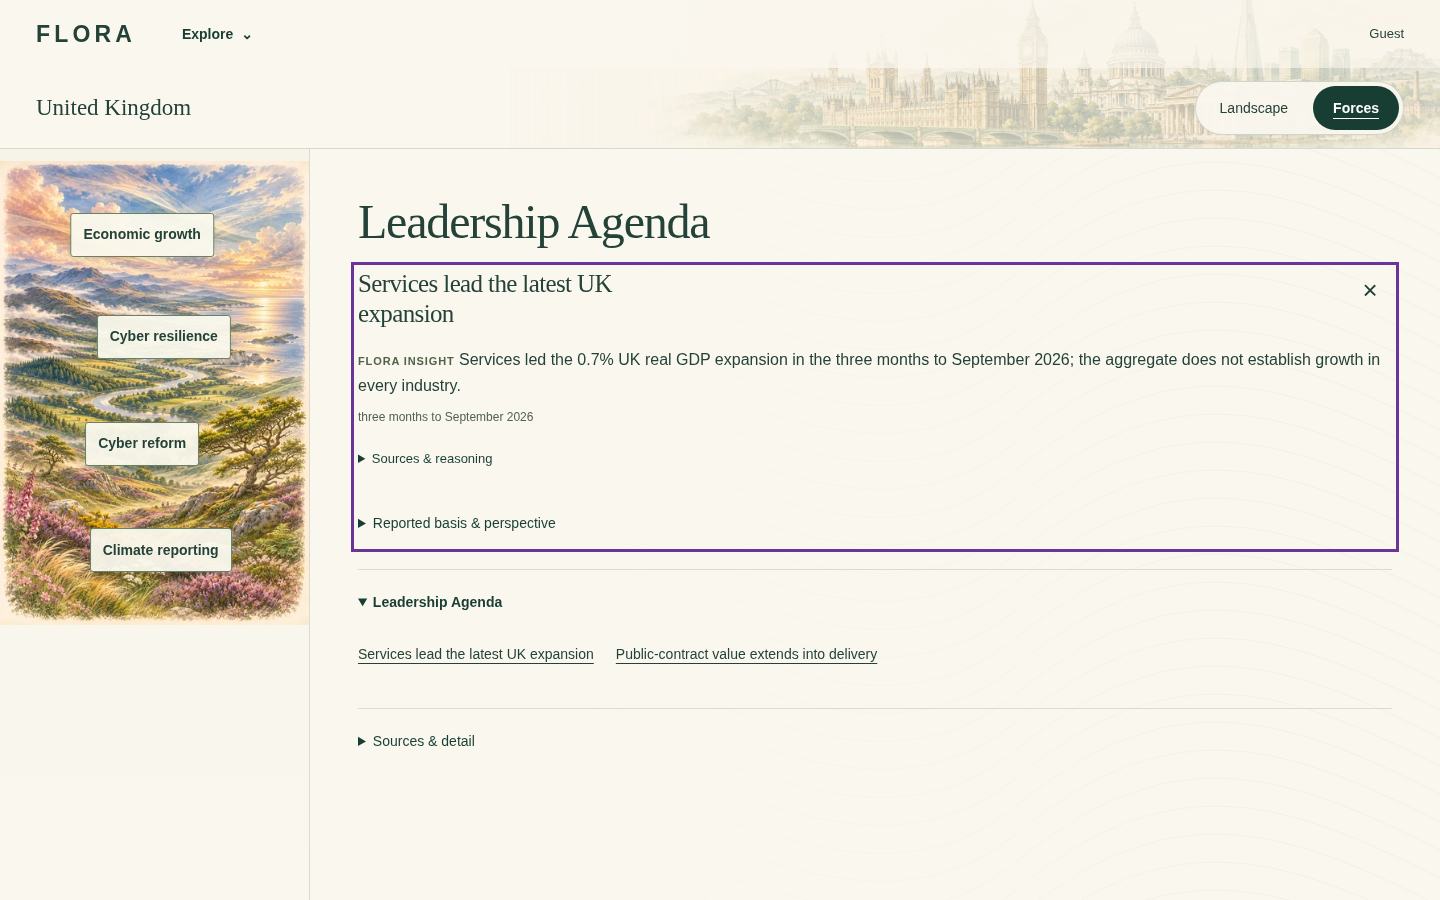 FLORA
Explore
Guest
United Kingdom
Landscape
Forces
Economic growth
Cyber resilience
Cyber reform
Climate reporting
Leadership Agenda
Services lead the latest UK
expansion
FLORA INSIGHT Services led the 0.7% UK real GDP expansion in the three months to September 2026; the aggregate does not establish growth in
every industry.
three months to September 2026
Sources & reasoning
Reported basis & perspective
Leadership Agenda
Services lead the latest UK expansion
Public-contract value extends into delivery
Sources & detail